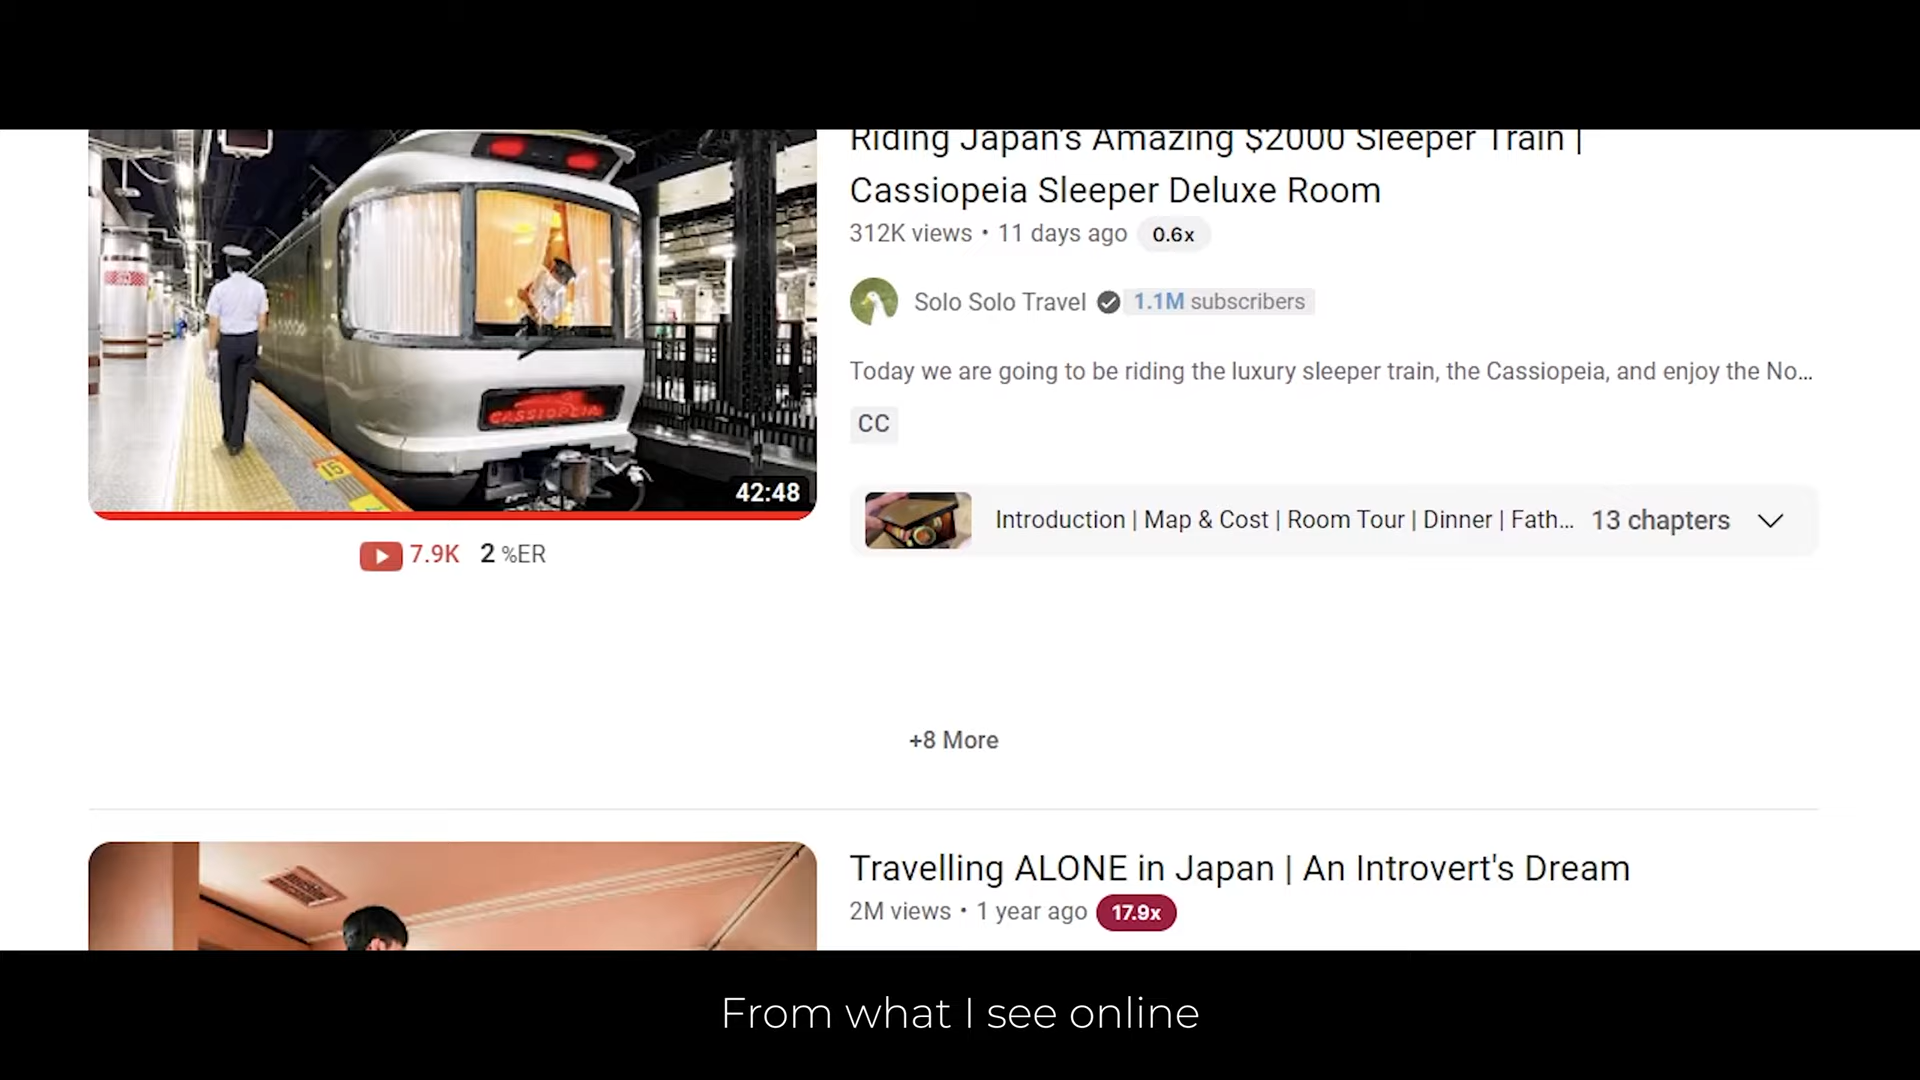 Riding Japan's Amazing $2000 Sleeper Train |
Cassiopeia Sleeper Deluxe Room
312K views • 11 days ago 0.6x
Solo Solo Travel 1.1M subscribers
Today we are going to be riding the luxury sleeper train, the Cassiopeia, and enjoy the No...
CC
CASSIOPEIA
15
42:48
Introduction | Map & Cost | Room Tour | Dinner | Fath... 13 chapters
7.9K 2 %ER
+8 More
Travelling ALONE in Japan | An Introvert's Dream
2M views • 1 year ago 17.9x
From what I see online